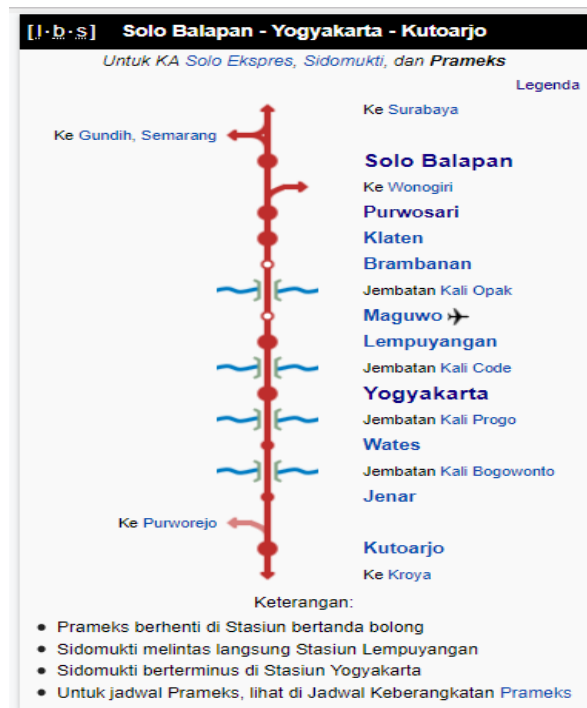 [l·b·s] Solo Balapan - Yogyakarta - Kutoarjo
Untuk KA Solo Ekspres, Sidomukti, dan Prameks
Legenda
Ke Surabaya
Ke Gundih, Semarang
Solo Balapan
Ke Wonogiri
Purwosari
Klaten
Brambanan
Jembatan Kali Opak
Maguwo
Lempuyangan
Jembatan Kali Code
Yogyakarta
Jembatan Kali Progo
Wates
Jembatan Kali Bogowonto
Jenar
Ke Purworejo
Kutoarjo
Ke Kroya
Keterangan:
• Prameks berhenti di Stasiun bertanda bolong
• Sidomukti melintas langsung Stasiun Lempuyangan
• Sidomukti berterminus di Stasiun Yogyakarta
• Untuk jadwal Prameks, lihat di Jadwal Keberangkatan Prameks